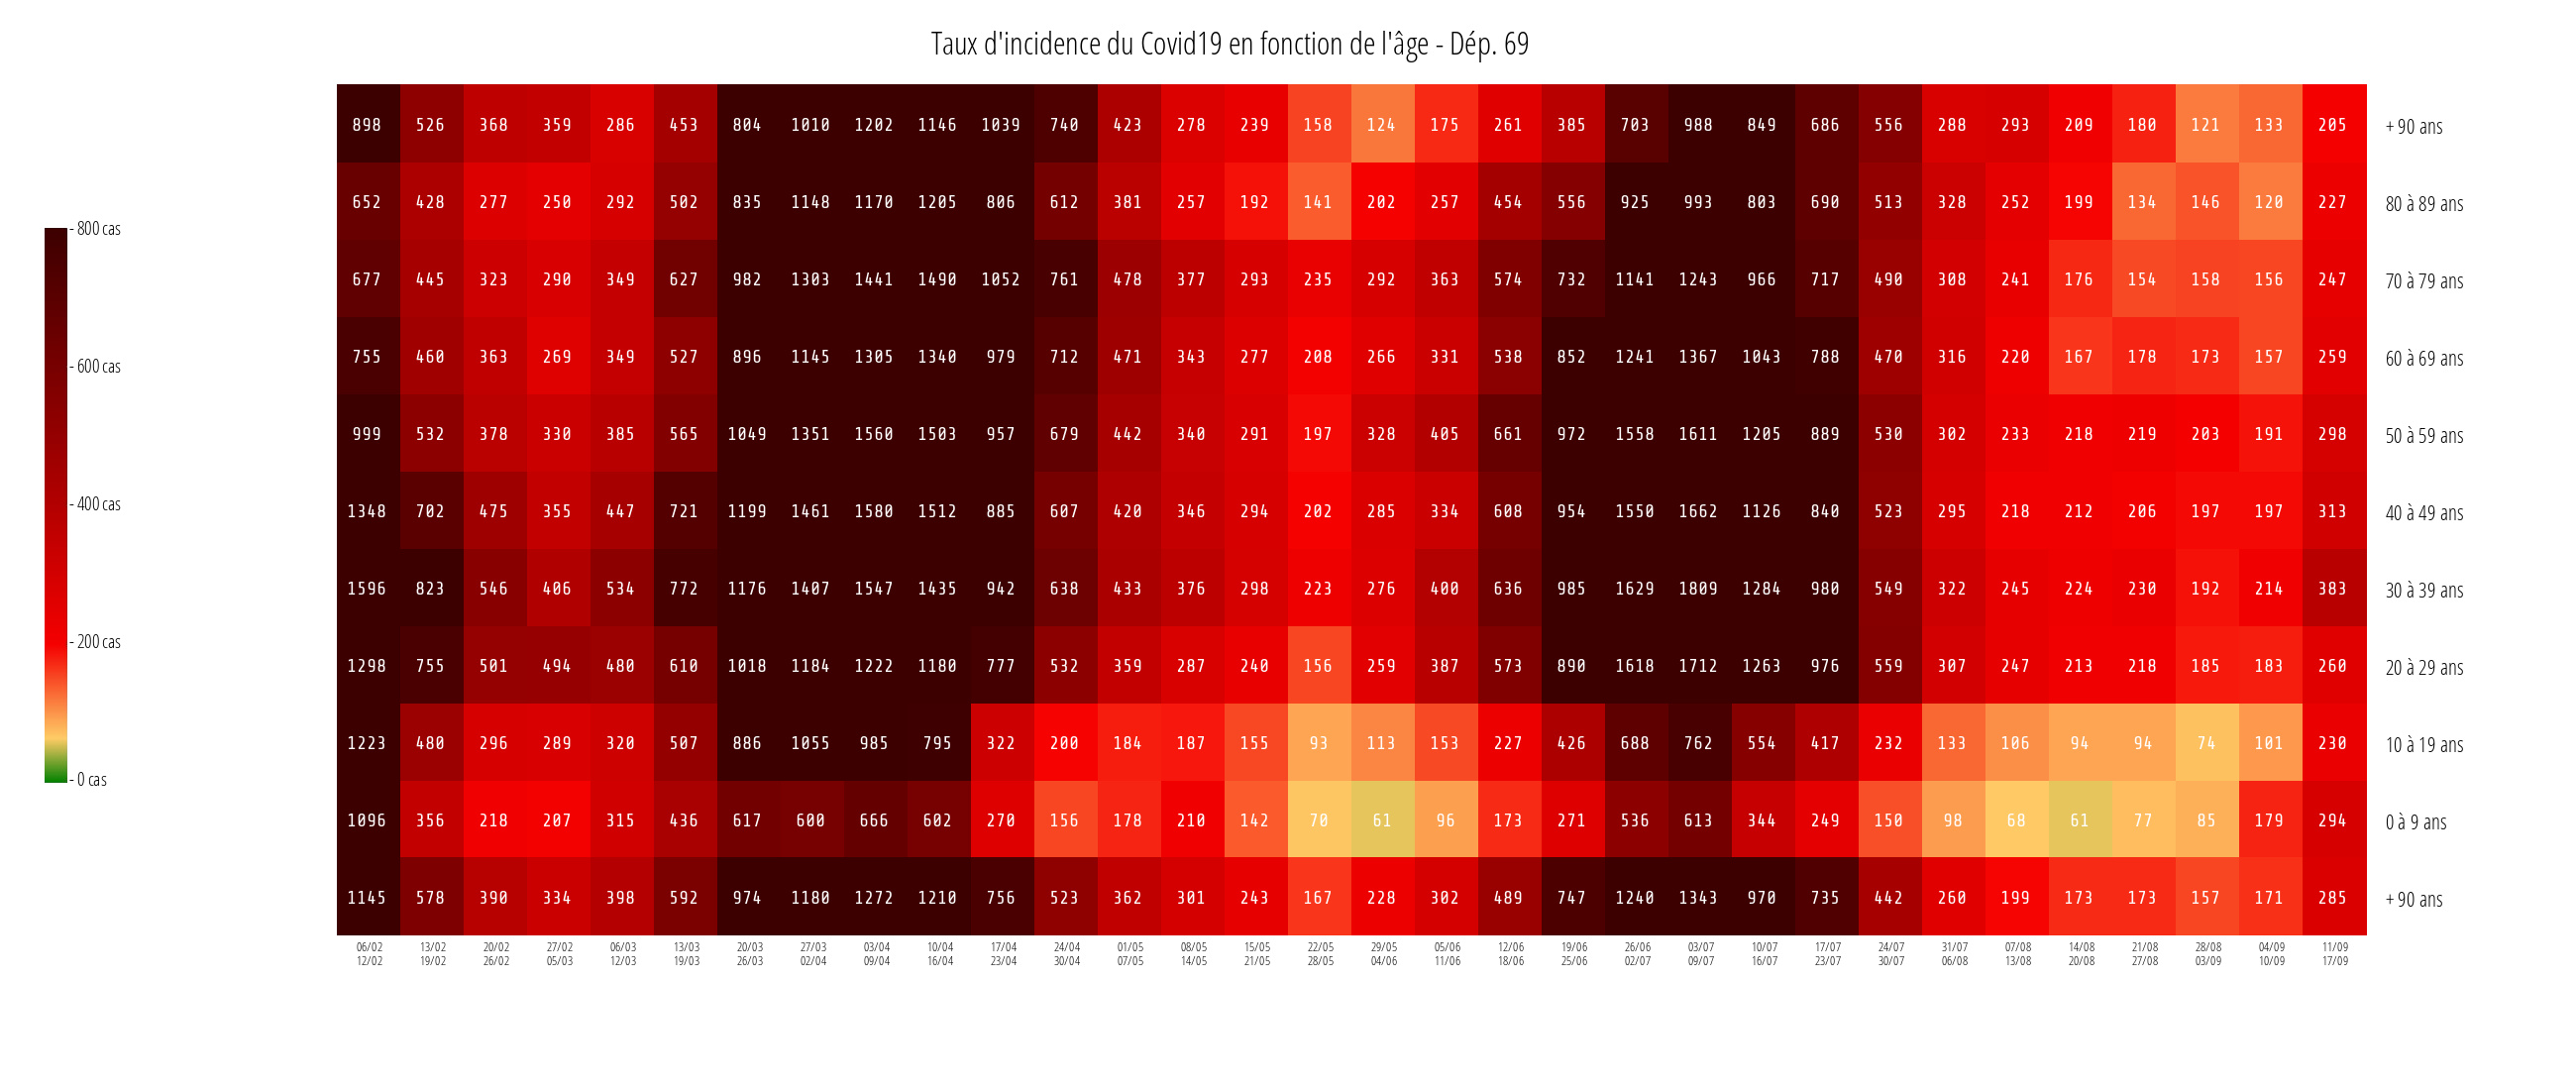 Taux d'incidence du Covid19 en fonction de l'âge - Dép. 69
- 800 cas
- 600 cas
- 400 cas
- 200 cas
- 0 cas
898 526 368 359 286 453 804 1010 1202 1146 1039 740 423 278 239 158 124 175 261 385 703 988 849 686 556 288 293 209 180 121 133 205 + 90 ans
652 428 277 250 292 502 835 1148 1170 1205 806 612 381 257 192 141 202 257 454 556 925 993 803 690 513 328 252 199 134 146 120 227 80 à 89 ans
677 445 323 290 349 627 982 1303 1441 1490 1052 761 478 377 293 235 292 363 574 732 1141 1243 966 717 490 308 241 176 154 158 156 247 70 à 79 ans
755 460 363 269 349 527 896 1145 1305 1340 979 712 471 343 277 208 266 331 538 852 1241 1367 1043 788 470 316 220 167 178 173 157 259 60 à 69 ans
999 532 378 330 385 565 1049 1351 1560 1503 957 679 442 340 291 197 328 405 661 972 1558 1611 1205 889 530 302 233 218 219 203 191 298 50 à 59 ans
1348 702 475 355 447 721 1199 1461 1580 1512 885 607 420 346 294 202 285 334 608 954 1550 1662 1126 840 523 295 218 212 206 197 197 313 40 à 49 ans
1596 823 546 406 534 772 1176 1407 1547 1435 942 638 433 376 298 223 276 400 636 985 1629 1809 1284 980 549 322 245 224 230 192 214 383 30 à 39 ans
1298 755 501 494 480 610 1018 1184 1222 1180 777 532 359 287 240 156 259 387 573 890 1618 1712 1263 976 559 307 247 213 218 185 183 260 20 à 29 ans
1223 480 296 289 320 507 886 1055 985 795 322 200 184 187 155 93 113 153 227 426 688 762 554 417 232 133 106 94 94 74 101 230 10 à 19 ans
1096 356 218 207 315 436 617 600 666 602 270 156 178 210 142 70 61 96 173 271 536 613 344 249 150 98 68 61 77 85 179 294 0 à 9 ans
1145 578 390 334 398 592 974 1180 1272 1210 756 523 362 301 243 167 228 302 489 747 1240 1343 970 735 442 260 199 173 173 157 171 285 + 90 ans
06/02 13/02 20/02 27/02 06/03 13/03 20/03 27/03 03/04 10/04 17/04 24/04 01/05 08/05 15/05 22/05 29/05 05/06 12/06 19/06 26/06 03/07 10/07 17/07 24/07 31/07 07/08 14/08 21/08 28/08 04/09 11/09
12/02 19/02 26/02 05/03 12/03 19/03 26/03 02/04 09/04 16/04 23/04 30/04 07/05 14/05 21/05 28/05 04/06 11/06 18/06 25/06 02/07 09/07 16/07 23/07 30/07 06/08 13/08 20/08 27/08 03/09 10/09 17/09